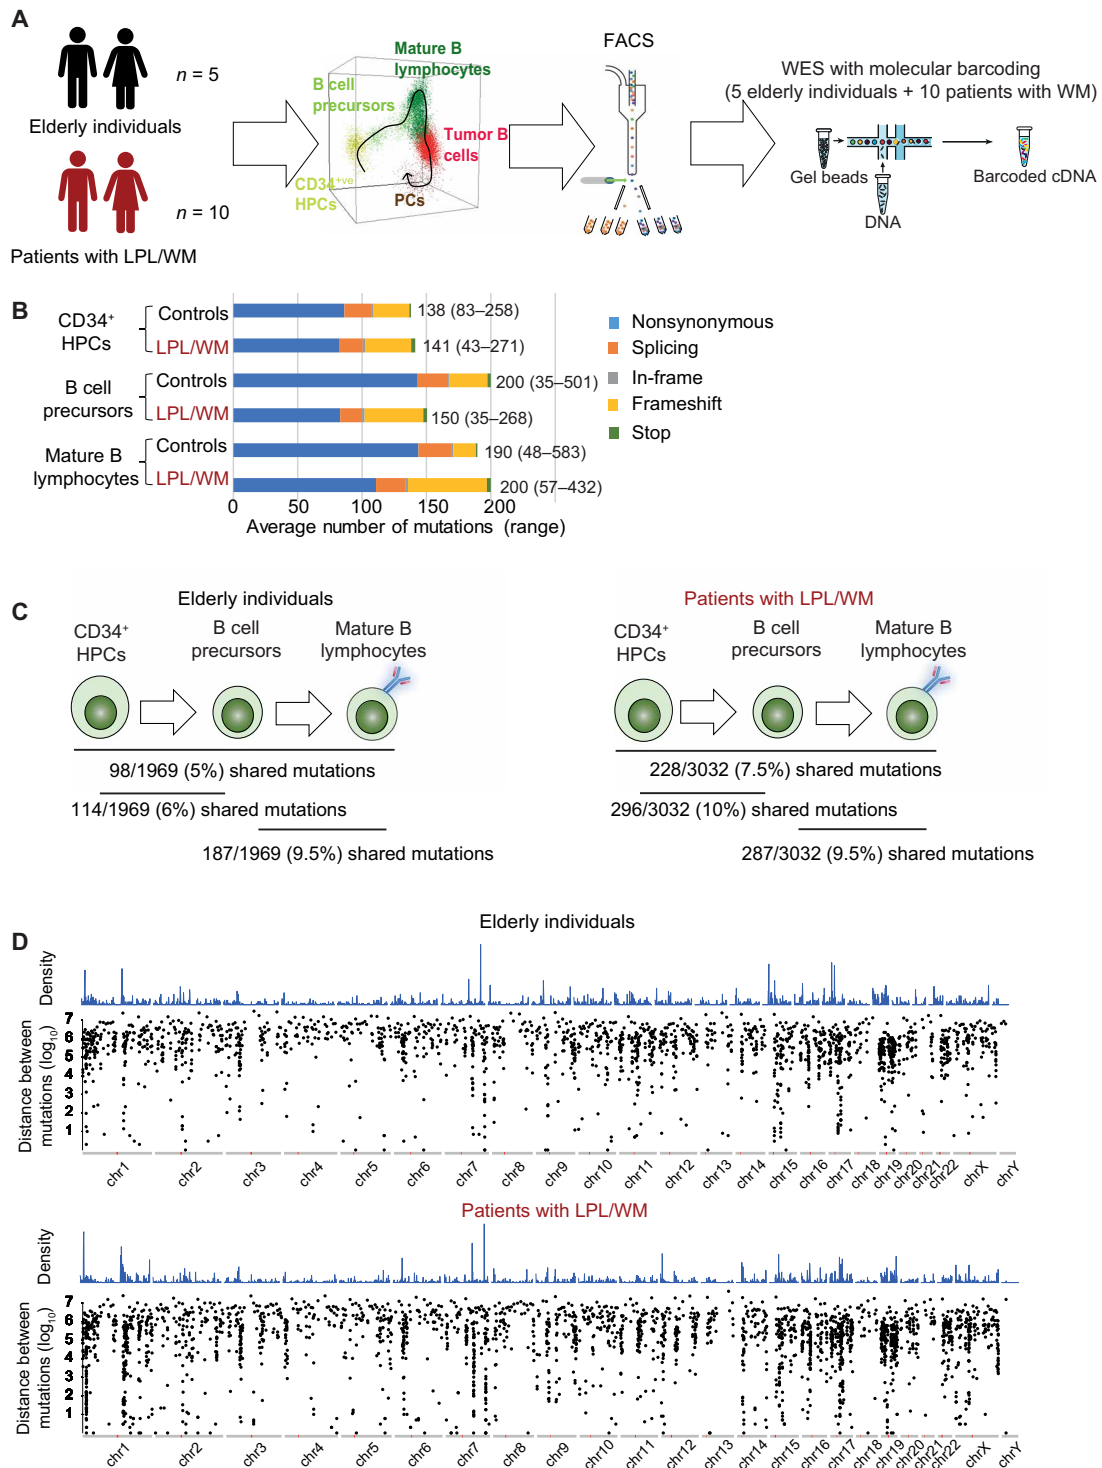 A
n = 5
Elderly individuals
n = 10
Patients with LPL/WM
Mature B
lymphocytes
B cell
precursors
Tumor B
cells
CD34+ve
HPCs
PCs
FACS
WES with molecular barcoding
(5 elderly individuals + 10 patients with WM)
Gel beads
DNA
Barcoded cDNA
B
CD34+
HPCs
Controls
138 (83–258)
LPL/WM
141 (43–271)
B cell
precursors
Controls
200 (35–501)
LPL/WM
150 (35–268)
Mature B
lymphocytes
Controls
190 (48–583)
LPL/WM
200 (57–432)
0 50 100 150 200
Average number of mutations (range)
Nonsynonymous
Splicing
In-frame
Frameshift
Stop
C
Elderly individuals
CD34+
HPCs
B cell
precursors
Mature B
lymphocytes
98/1969 (5%) shared mutations
114/1969 (6%) shared mutations
187/1969 (9.5%) shared mutations
Patients with LPL/WM
CD34+
HPCs
B cell
precursors
Mature B
lymphocytes
228/3032 (7.5%) shared mutations
296/3032 (10%) shared mutations
287/3032 (9.5%) shared mutations
D
Elderly individuals
Density
Distance between
mutations (log10)
7
6
5
4
3
2
1
chr1 chr2 chr3 chr4 chr5 chr6 chr7 chr8 chr9 chr10 chr11 chr12 chr13 chr14 chr15 chr16 chr17 chr18 chr19 chr20 chr21 chr22 chrX chrY
Patients with LPL/WM
Density
Distance between
mutations (log10)
7
6
5
4
3
2
1
chr1 chr2 chr3 chr4 chr5 chr6 chr7 chr8 chr9 chr10 chr11 chr12 chr13 chr14 chr15 chr16 chr17 chr18 chr19 chr20 chr21 chr22 chrX chrY